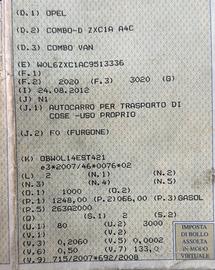 (D.1) OPEL
(D.2) COMBO-D ZXC1A A4C
(D.3) COMBO VAN
(E) WOL6ZXC1AC9513336
(F.1)
(F.2) 2020 (F.3) 3020 (G)
(I) 24.08.2012
(J) N1
(J.1) AUTOCARRO PER TRASPORTO DI
COSE -USO PROPRIO
(J.2) FO (FURGONE)
(K) OBWOL14EST421
e3*2007/46*0076*02
(L) 2 (N.1) (N.2)
(N.3) (N.4) (N.5)
(O.1) 1000 (O.2)
(P.1) 1248,00 (P.2)066,00 (P.3)GASOL
(P.5) 263A2000
(Q) (S.1) 2 (S.2)
(U.1) 80 (U.2) 3000
(V.1)
(V.3) 0,2060 (V.5) 0,0002
(V.6) 0,50 (V.7) 133,0
(V.9) 715/2007*692/2008
IMPOSTA
DI BOLLO
ASSOLTA
IN MODO
VIRTUALE